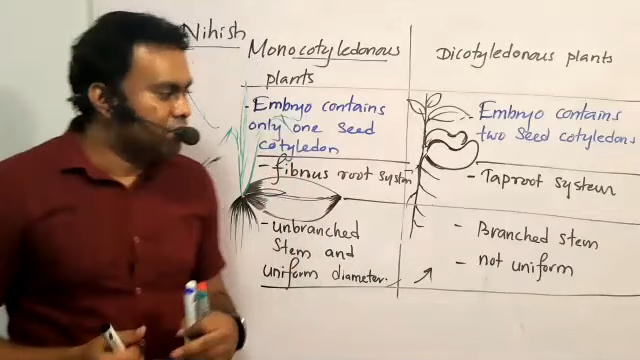 Nihish
Monocotyledonous
plants
- Embryo contains
only one seed
cotyledon
- fibnus root system
- unbranched
stem and
uniform diameter.
Dicotyledonous plants
- Embryo contains
two seed cotyledons
- Taproot system
- Branched stem
- not uniform